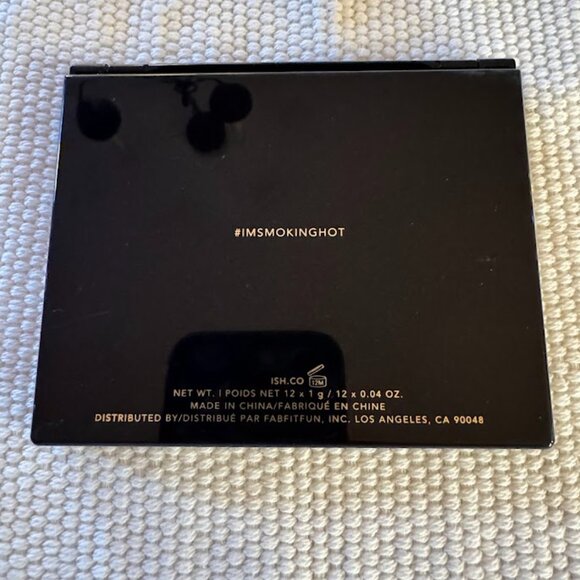 #IMSMOKINGHOT
ISH.CO 12M
NET WT. | POIDS NET 12 x 1 g / 12 x 0.04 OZ.
MADE IN CHINA/FABRIQUÉ EN CHINE
DISTRIBUTED BY/DISTRIBUÉ PAR FABFITFUN, INC. LOS ANGELES, CA 90048